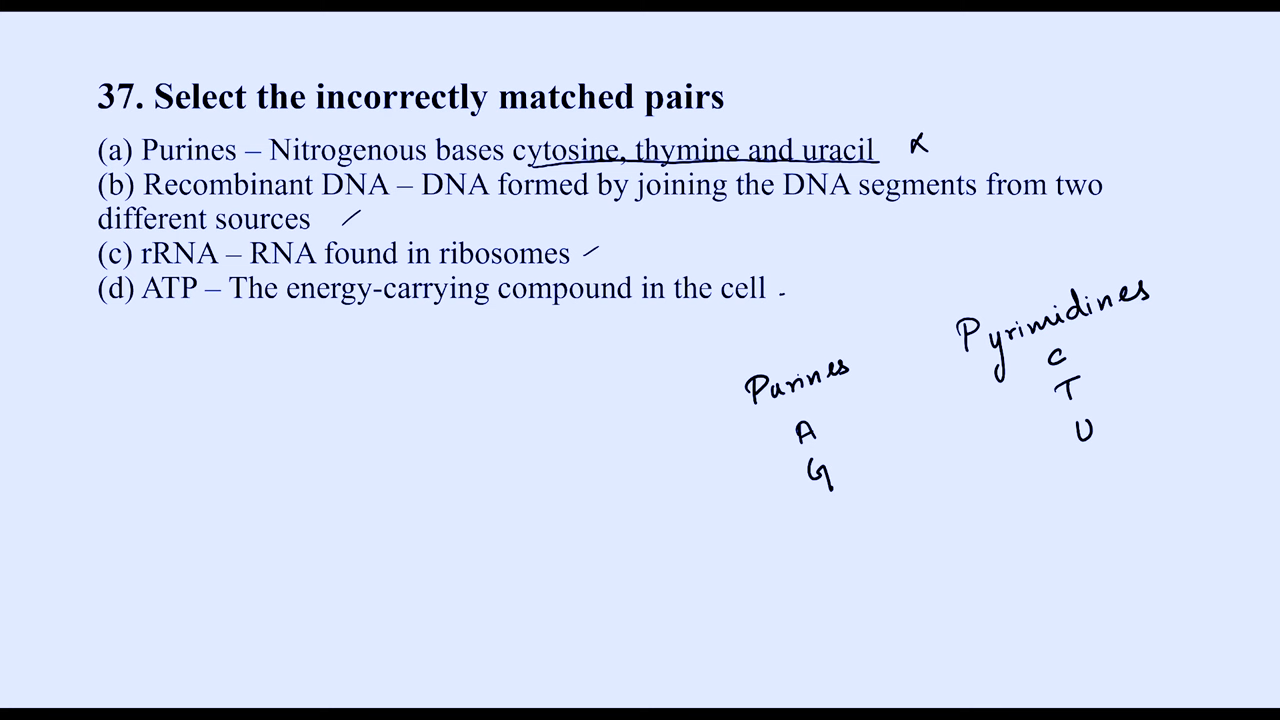 37. Select the incorrectly matched pairs
(a) Purines – Nitrogenous bases cytosine, thymine and uracil
(b) Recombinant DNA – DNA formed by joining the DNA segments from two
different sources
(c) rRNA – RNA found in ribosomes
(d) ATP – The energy-carrying compound in the cell
Purines
A
G
Pyrimidines
C
T
U